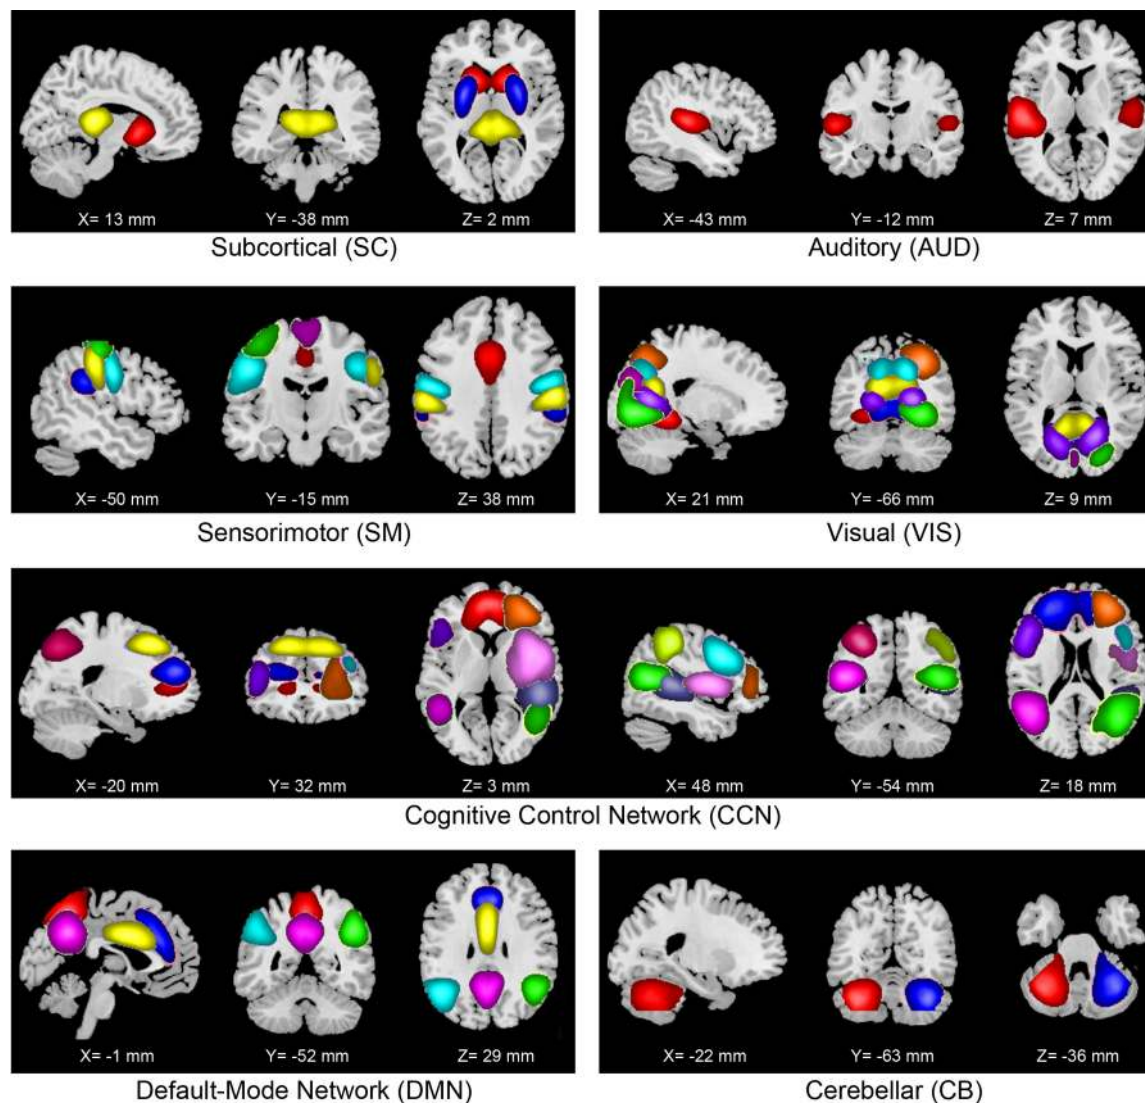 X= 13 mm Y= -38 mm Z= 2 mm
Subcortical (SC)
X= -43 mm Y= -12 mm Z= 7 mm
Auditory (AUD)
X= -50 mm Y= -15 mm Z= 38 mm
Sensorimotor (SM)
X= 21 mm Y= -66 mm Z= 9 mm
Visual (VIS)
X= -20 mm Y= 32 mm Z= 3 mm X= 48 mm Y= -54 mm Z= 18 mm
Cognitive Control Network (CCN)
X= -1 mm Y= -52 mm Z= 29 mm
Default-Mode Network (DMN)
X= -22 mm Y= -63 mm Z= -36 mm
Cerebellar (CB)